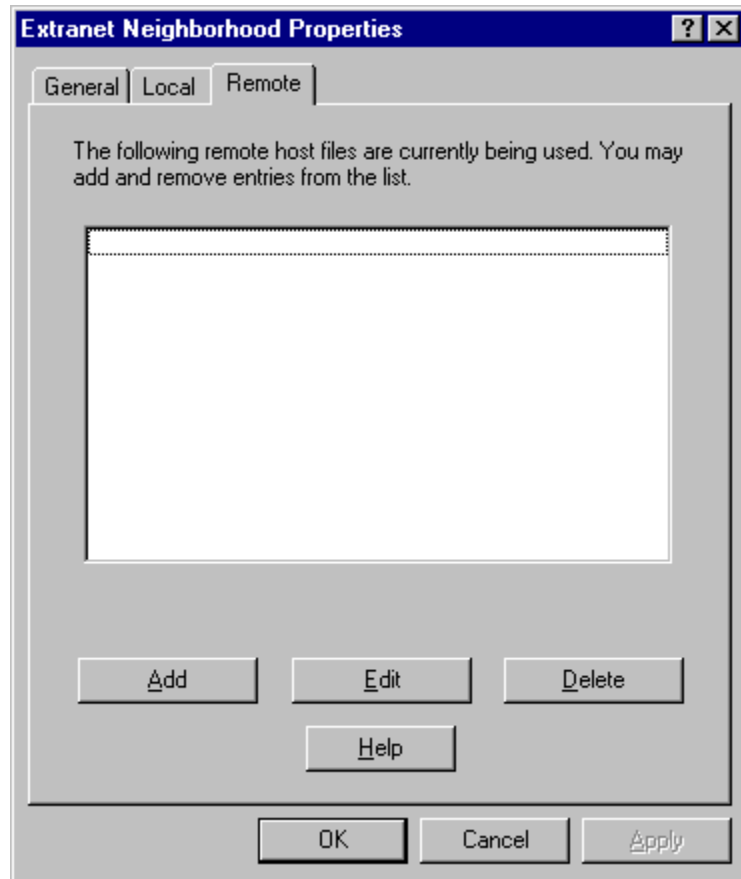 Extranet Neighborhood Properties
General Local Remote
The following remote host files are currently being used. You may
add and remove entries from the list.
Add Edit Delete
Help
OK Cancel Apply